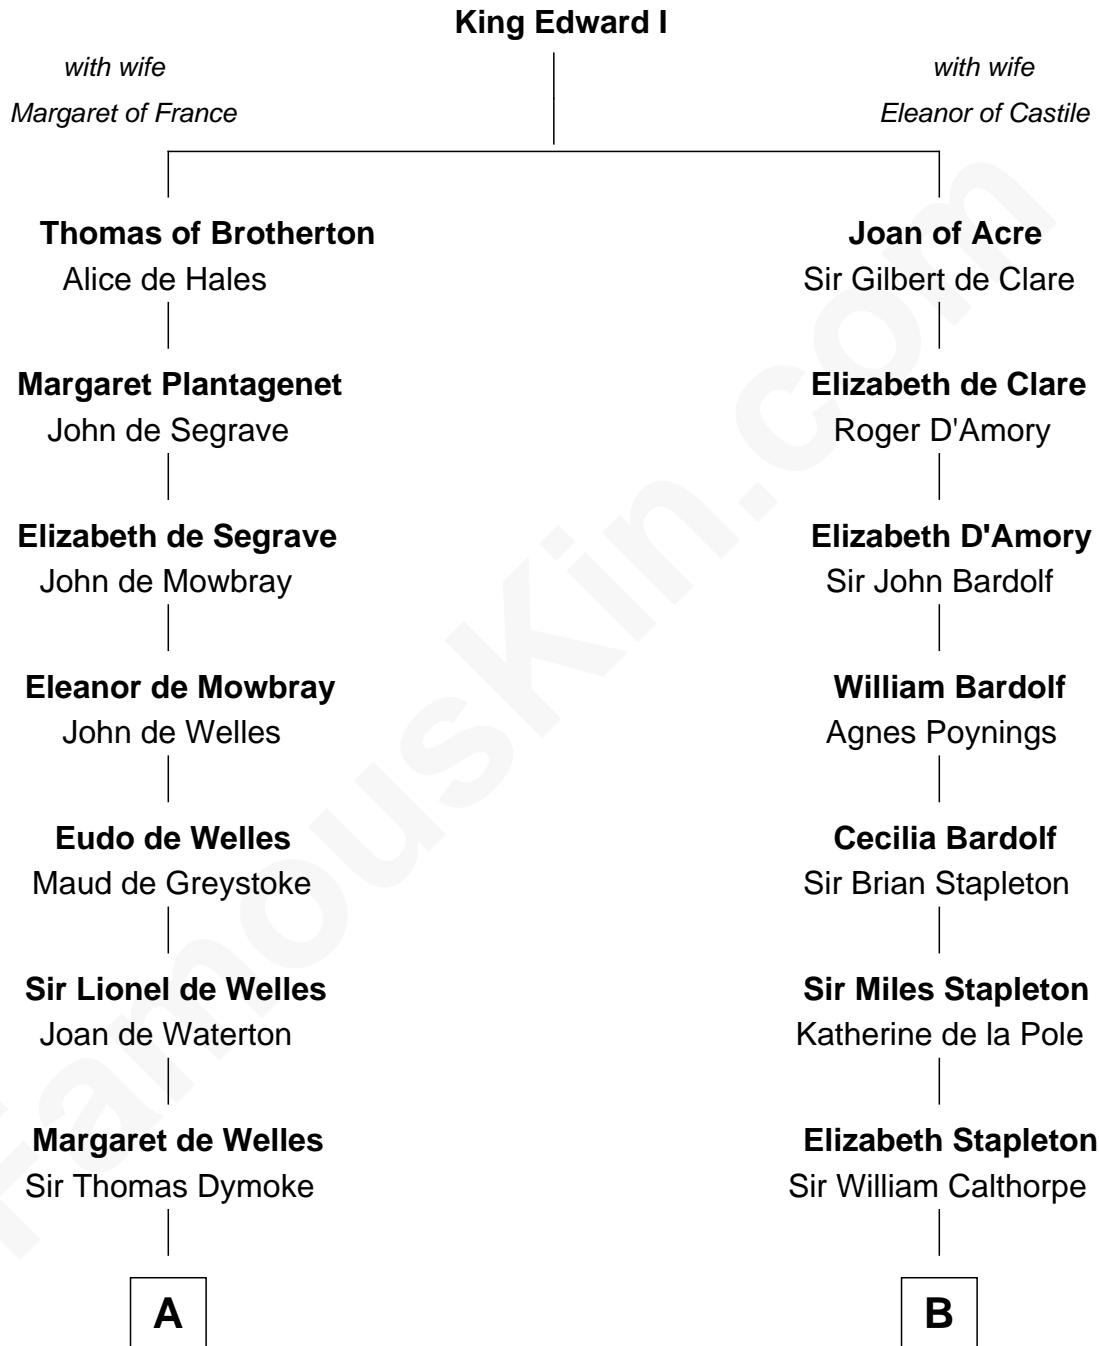 King Edward I
with wife
Margaret of France
with wife
Eleanor of Castile
Thomas of Brotherton
Alice de Hales
Joan of Acre
Sir Gilbert de Clare
Margaret Plantagenet
John de Segrave
Elizabeth de Clare
Roger D'Amory
Elizabeth de Segrave
John de Mowbray
Elizabeth D'Amory
Sir John Bardolf
Eleanor de Mowbray
John de Welles
William Bardolf
Agnes Poynings
Eudo de Welles
Maud de Greystoke
Cecilia Bardolf
Sir Brian Stapleton
Sir Lionel de Welles
Joan de Waterton
Sir Miles Stapleton
Katherine de la Pole
Margaret de Welles
Sir Thomas Dymoke
Elizabeth Stapleton
Sir William Calthorpe
A
B
FamousKin.com